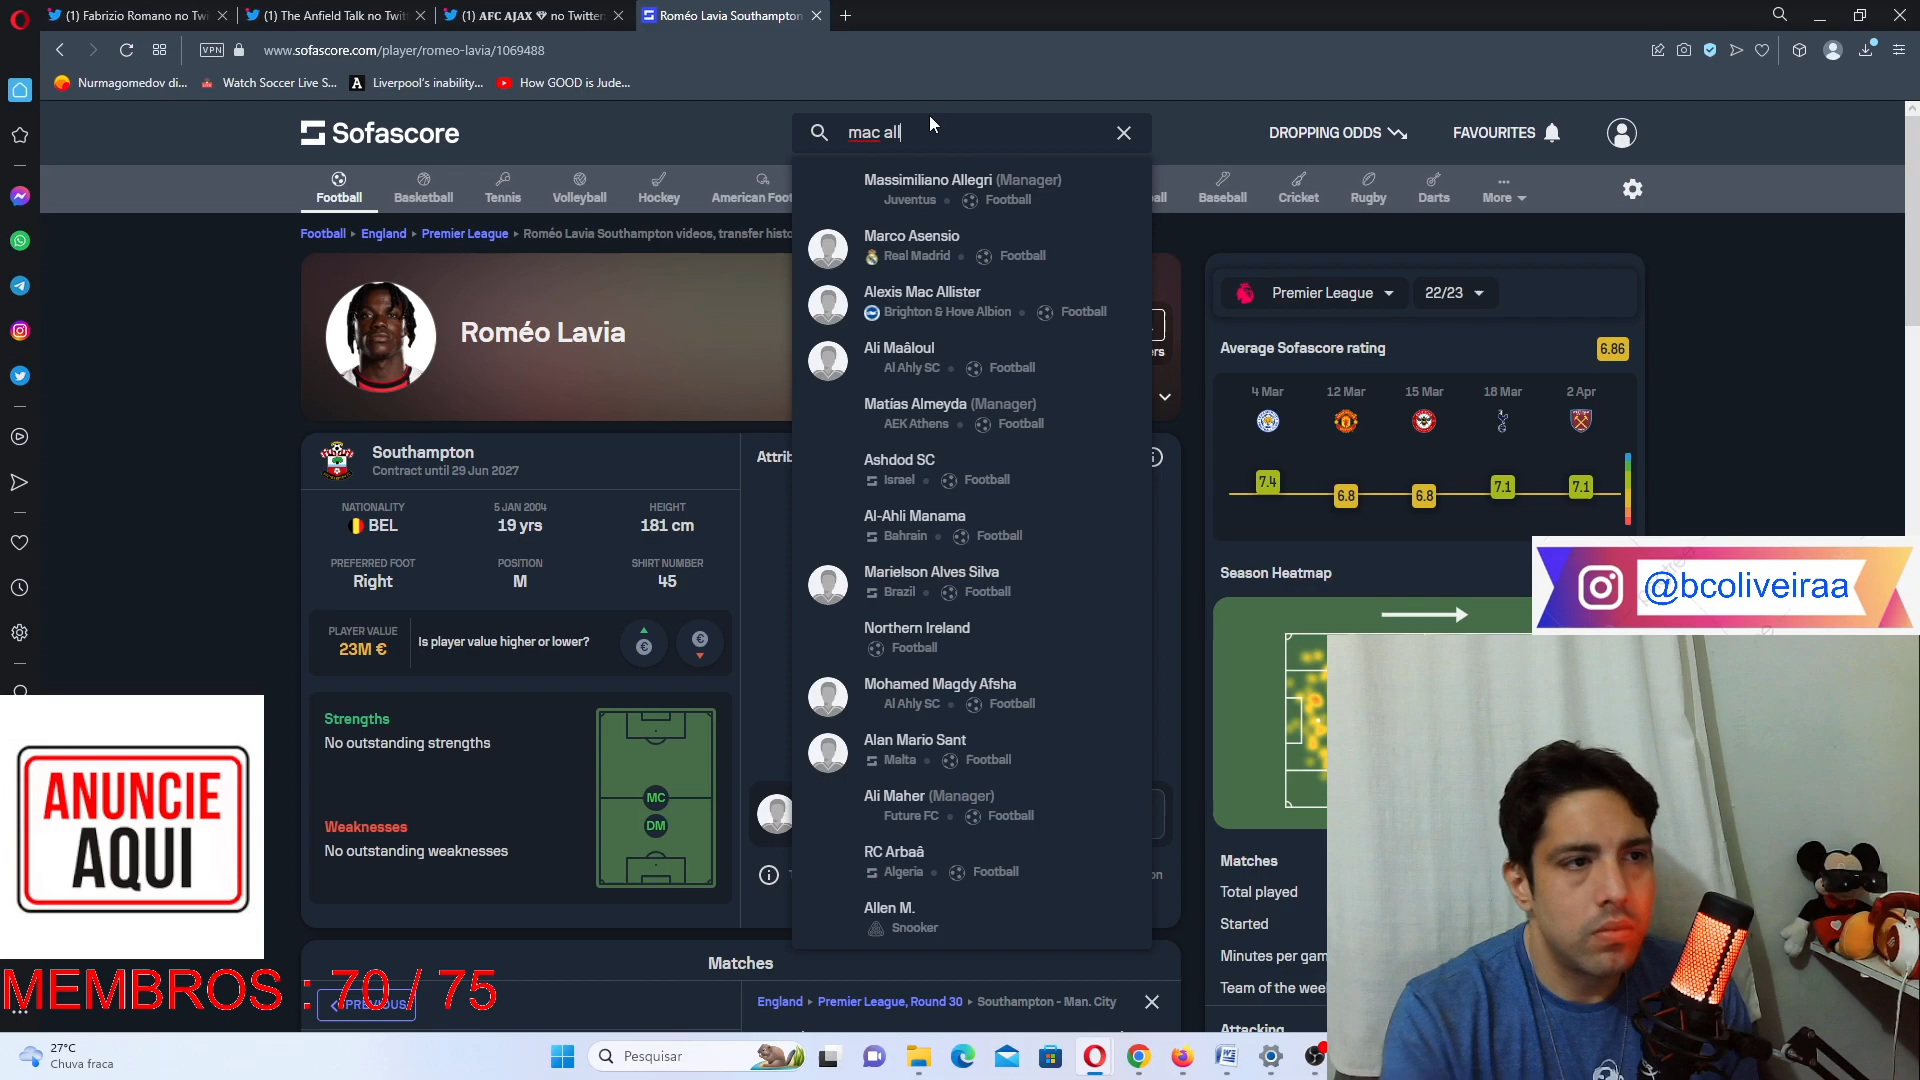 (1) Fabrizio Romano no Twi
(1) The Anfield Talk no Twit
(1) AFC AJAX no Twitter
Roméo Lavia Southampton
VPN
www.sofascore.com/player/romeo-lavia/1069488
Nurmagomedov di...
Watch Soccer Live S...
A
Liverpool's inability...
How GOOD is Jude...
Sofascore
mac all
DROPPING ODDS
FAVOURITES
Football
Basketball
Tennis
Volleyball
Hockey
American Foot
all
Baseball
Cricket
Rugby
Darts
More
Football
England
Premier League
Roméo Lavia Southampton videos, transfer histo
Roméo Lavia
ers
Massimiliano Allegri (Manager)
Juventus
Football
Marco Asensio
Real Madrid
Football
Alexis Mac Allister
Brighton & Hove Albion
Football
Ali Maâloul
Al Ahly SC
Football
Matías Almeyda (Manager)
AEK Athens
Football
Ashdod SC
Israel
Football
Al-Ahli Manama
Bahrain
Football
Marielson Alves Silva
Brazil
Football
Northern Ireland
Football
Mohamed Magdy Afsha
Al Ahly SC
Football
Alan Mario Sant
Malta
Football
Ali Maher (Manager)
Future FC
Football
RC Arbaâ
Algeria
Football
Allen M.
Snooker
Southampton
Contract until 29 Jun 2027
NATIONALITY
BEL
5 JAN 2004
19 yrs
HEIGHT
181 cm
PREFERRED FOOT
Right
POSITION
M
SHIRT NUMBER
45
PLAYER VALUE
23M €
Is player value higher or lower?
Strengths
No outstanding strengths
Weaknesses
No outstanding weaknesses
MC
DM
Attrib
on
Matches
PREVIOUS
England
Premier League, Round 30
Southampton - Man. City
Premier League
22/23
Average Sofascore rating
6.86
4 Mar
12 Mar
15 Mar
18 Mar
2 Apr
7.4
6.8
6.8
7.1
7.1
Season Heatmap
@bcoliveiraa
Matches
Total played
Started
Minutes per gam
Team of the wee
Attacking
ANUNCIE
AQUI
MEMBROS : 70 / 75
27°C
Chuva fraca
Pesquisar